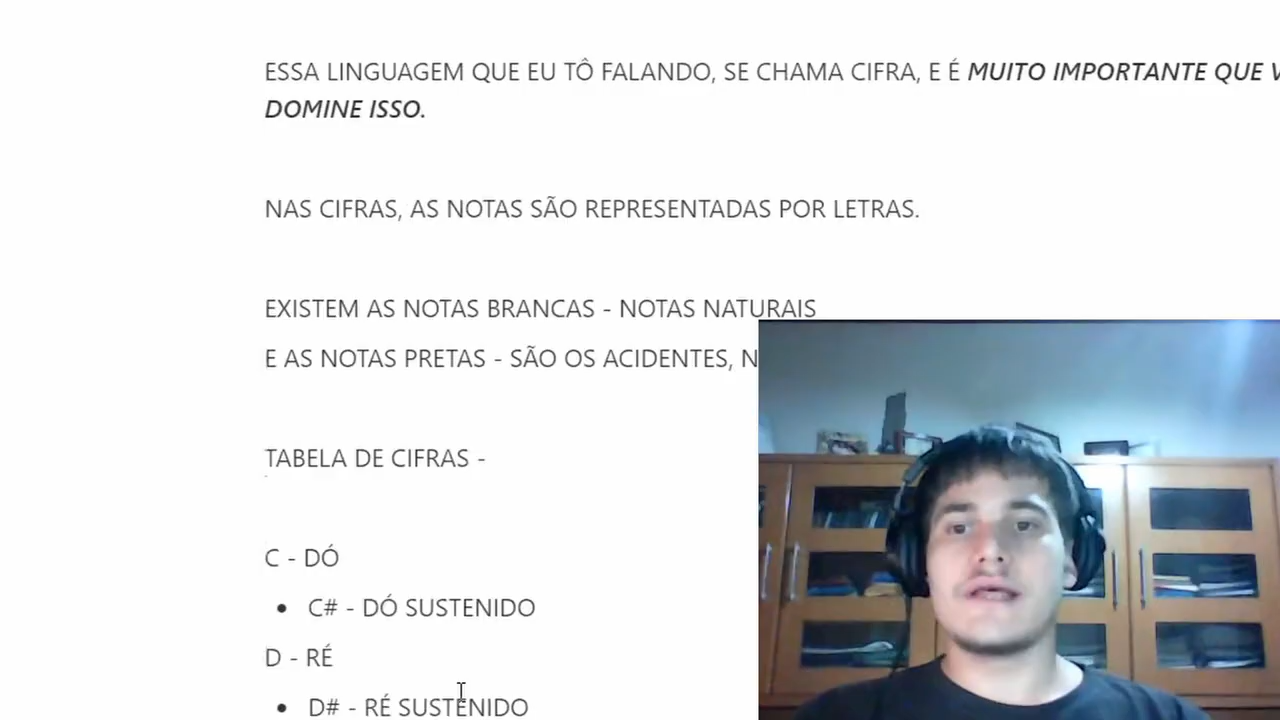 ESSA LINGUAGEM QUE EU TÔ FALANDO, SE CHAMA CIFRA, E É MUITO IMPORTANTE QUE
DOMINE ISSO.
NAS CIFRAS, AS NOTAS SÃO REPRESENTADAS POR LETRAS.
EXISTEM AS NOTAS BRANCAS - NOTAS NATURAIS
E AS NOTAS PRETAS - SÃO OS ACIDENTES,
TABELA DE CIFRAS -
C - DÓ
• C# - DÓ SUSTENIDO
D - RÉ
• D# - RÉ SUSTENIDO